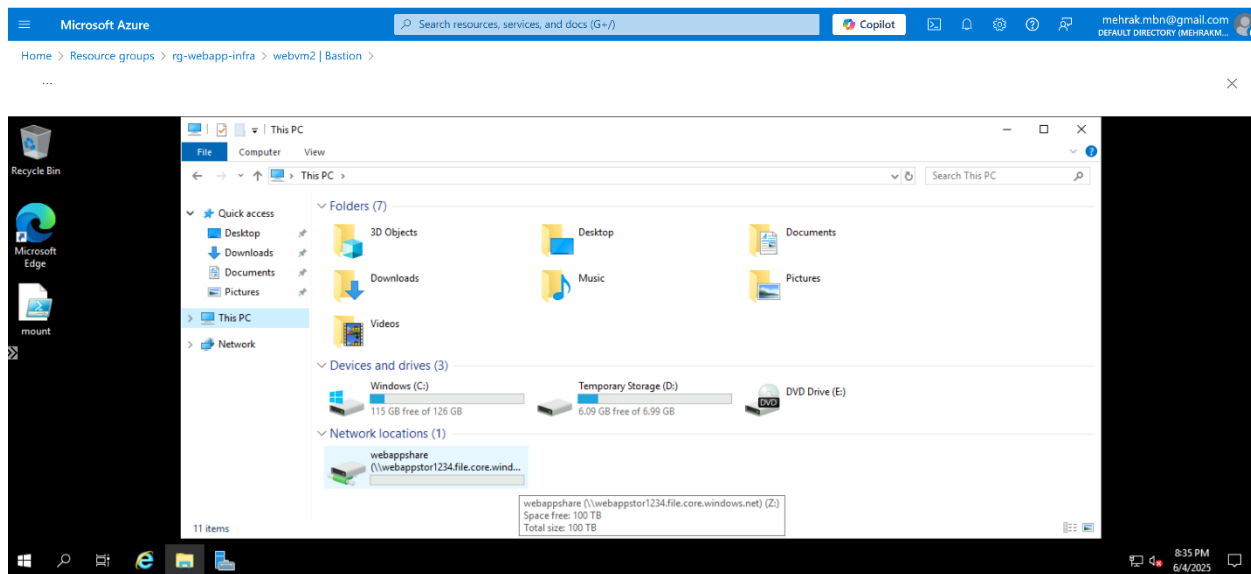 Microsoft Azure
Search resources, services, and docs (G+/)
Copilot
mehrak.mbn@gmail.com
DEFAULT DIRECTORY (MEHRAKM...
Home > Resource groups > rg-webapp-infra > webvm2 | Bastion >
...
Recycle Bin
Microsoft Edge
mount
This PC
File Computer View
This PC
Search This PC
Quick access
Desktop
Downloads
Documents
Pictures
This PC
Network
Folders (7)
3D Objects
Desktop
Documents
Downloads
Music
Pictures
Videos
Devices and drives (3)
Windows (C:)
115 GB free of 126 GB
Temporary Storage (D:)
6.09 GB free of 6.99 GB
DVD
DVD Drive (E:)
Network locations (1)
webappshare
(\\webappstor1234.file.core.wind...
webappshare (\\webappstor1234.file.core.windows.net) (Z:)
Space free: 100 TB
Total size: 100 TB
11 items
8:35 PM
6/4/2025